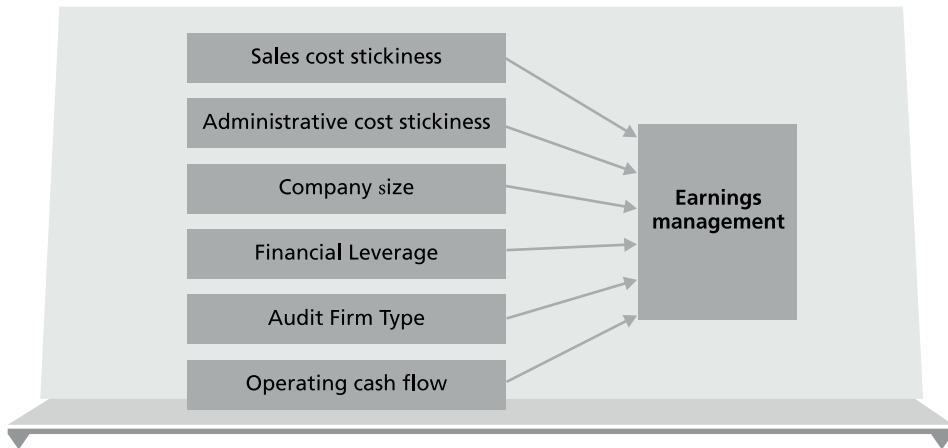 Sales cost stickiness
Administrative cost stickiness
Company size
Financial Leverage
Audit Firm Type
Operating cash flow
Earnings
management